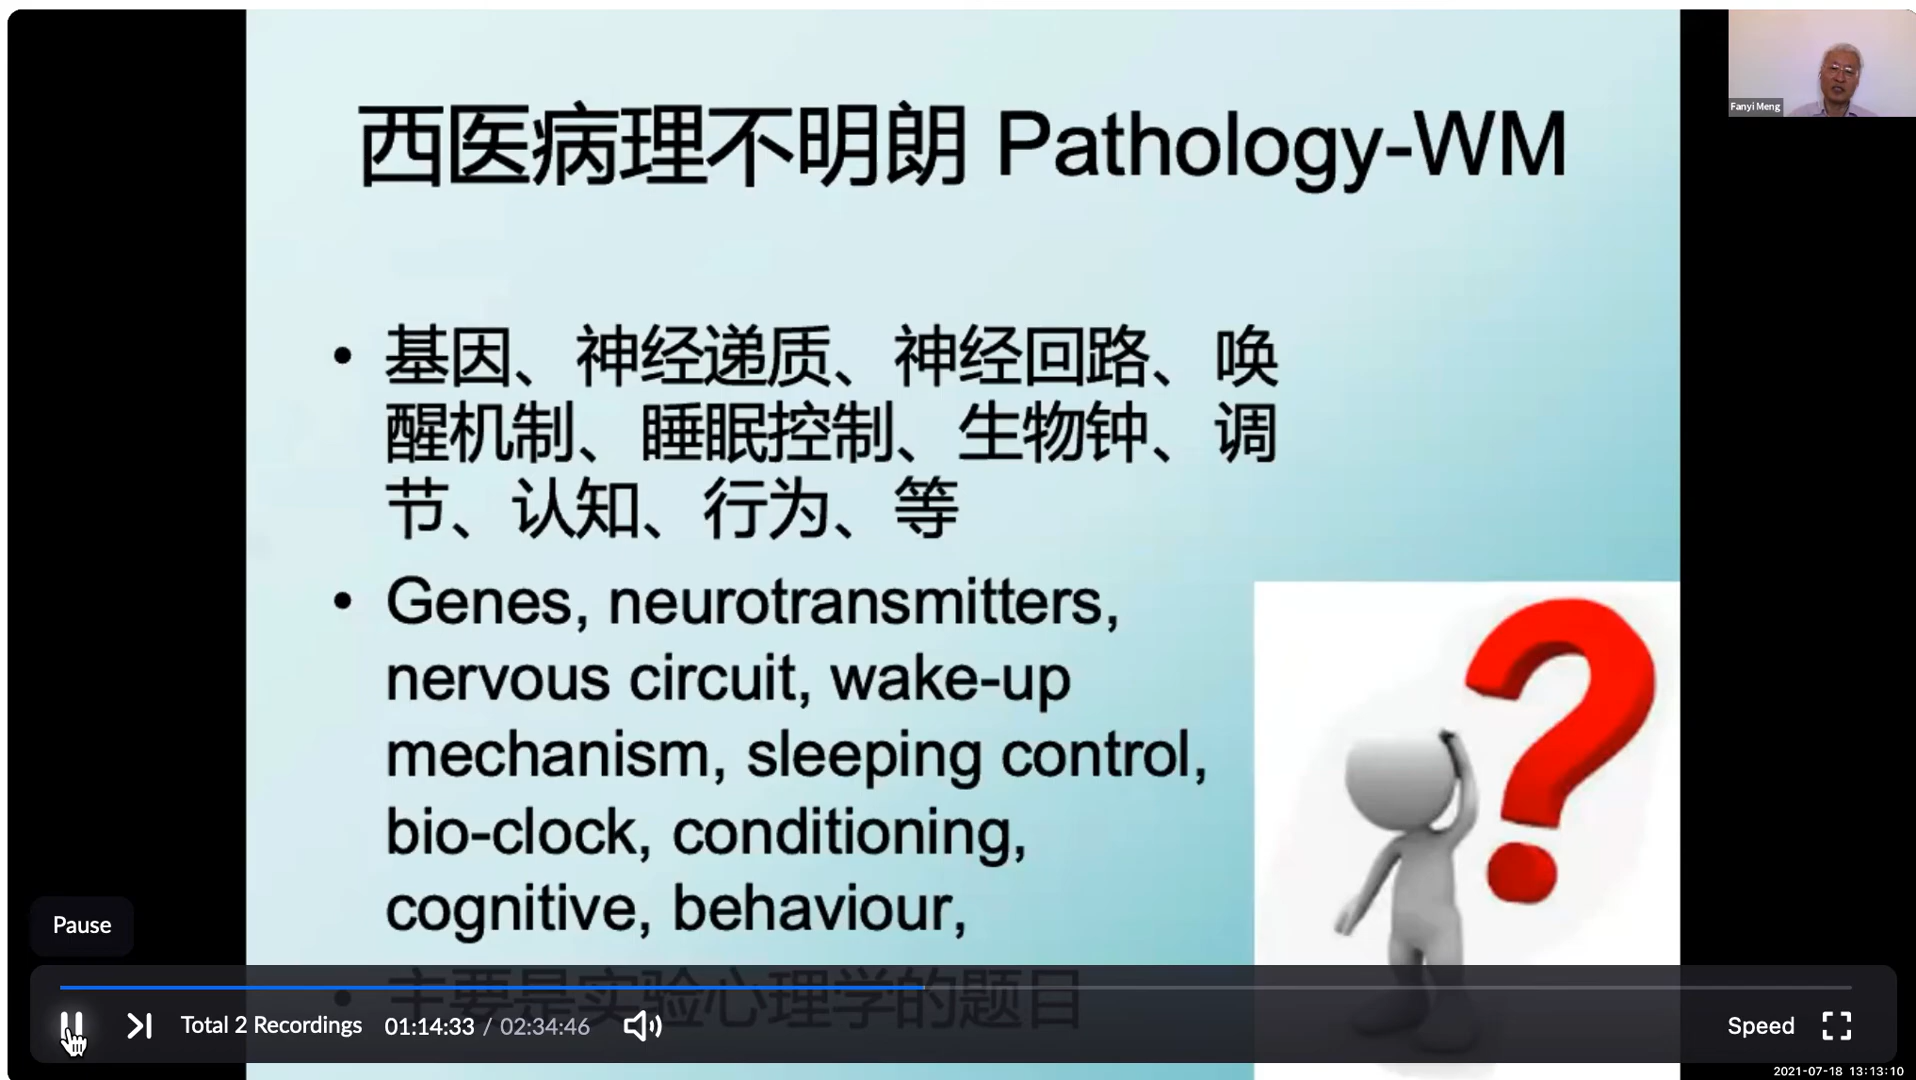 西医病理不明朗 Pathology-WM
Fanyi Meng
• 基因、神经递质、神经回路、唤
醒机制、睡眠控制、生物钟、调
节、认知、行为、等
• Genes, neurotransmitters,
nervous circuit, wake-up
mechanism, sleeping control,
bio-clock, conditioning,
cognitive, behaviour,
• 主要是实验心理学的题目
Pause
Total 2 Recordings 01:14:33 / 02:34:46 Speed
2021-07-18 13:13:10